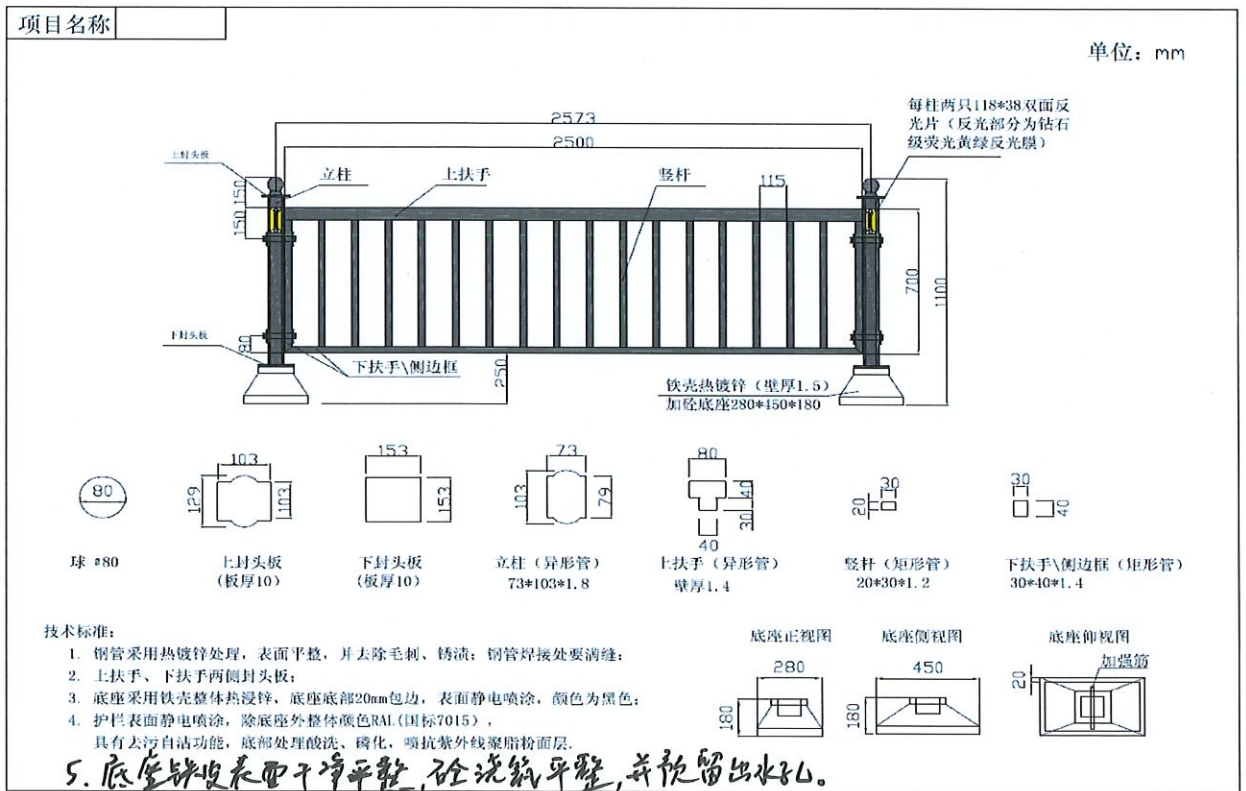 项目名称
单位：mm
每柱两只118*38双面反
光片（反光部分为钻石
级荧光黄绿反光膜）
2573
2500
上封头板
立柱
上扶手
竖杆
115
150
150
700
1100
下封头板
80
下扶手\侧边框
250
铁壳热镀锌（壁厚1.5）
加砼底座280*450*180
80
球 ø80
103
129
103
上封头板
(板厚10)
153
153
下封头板
(板厚10)
73
103
79
立柱（异形管）
73*103*1.8
80
40
30
40
上扶手（异形管）
壁厚1.4
30
20
竖杆（矩形管）
20*30*1.2
30
40
下扶手\侧边框（矩形管）
30*40*1.4
技术标准：
1. 钢管采用热镀锌处理，表面平整，并去除毛刺、锈渍；钢管焊接处要满缝；
2. 上扶手、下扶手两侧封头板；
3. 底座采用铁壳整体热浸锌，底座底部20mm包边，表面静电喷涂，颜色为黑色；
4. 护栏表面静电喷涂，除底座外整体颜色RAL(国标7015)，
具有去污自洁功能，底部处理酸洗、磷化，喷抗紫外线聚脂粉面层.
5. 底座铁皮表面干净平整，砼浇筑平整，并预留出水孔。
底座正视图
280
180
底座侧视图
450
180
底座仰视图
加强筋
20